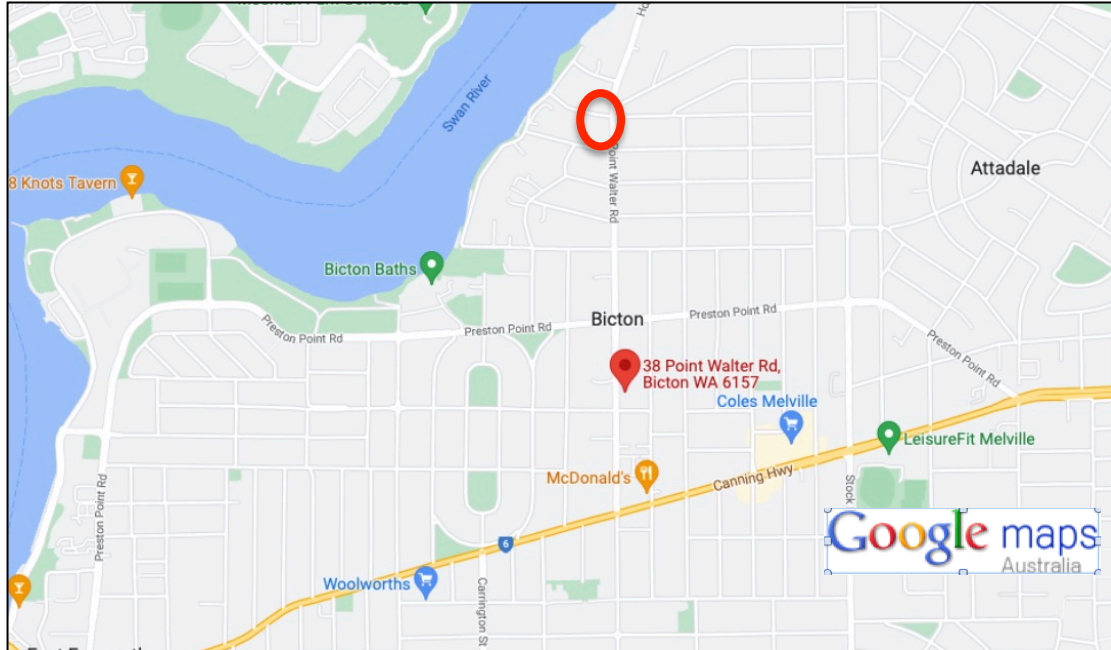 Swan River
Point Walter Rd
Attadale
8 Knots Tavern
Bicton Baths
Preston Point Rd
Preston Point Rd
Bicton
Preston Point Rd
Preston Point Rd
38 Point Walter Rd,
Bicton WA 6157
Coles Melville
LeisureFit Melville
McDonald's
Canning Hwy
Stock
Preston Point Rd
Google maps
Australia
6
Woolworths
Carrington St